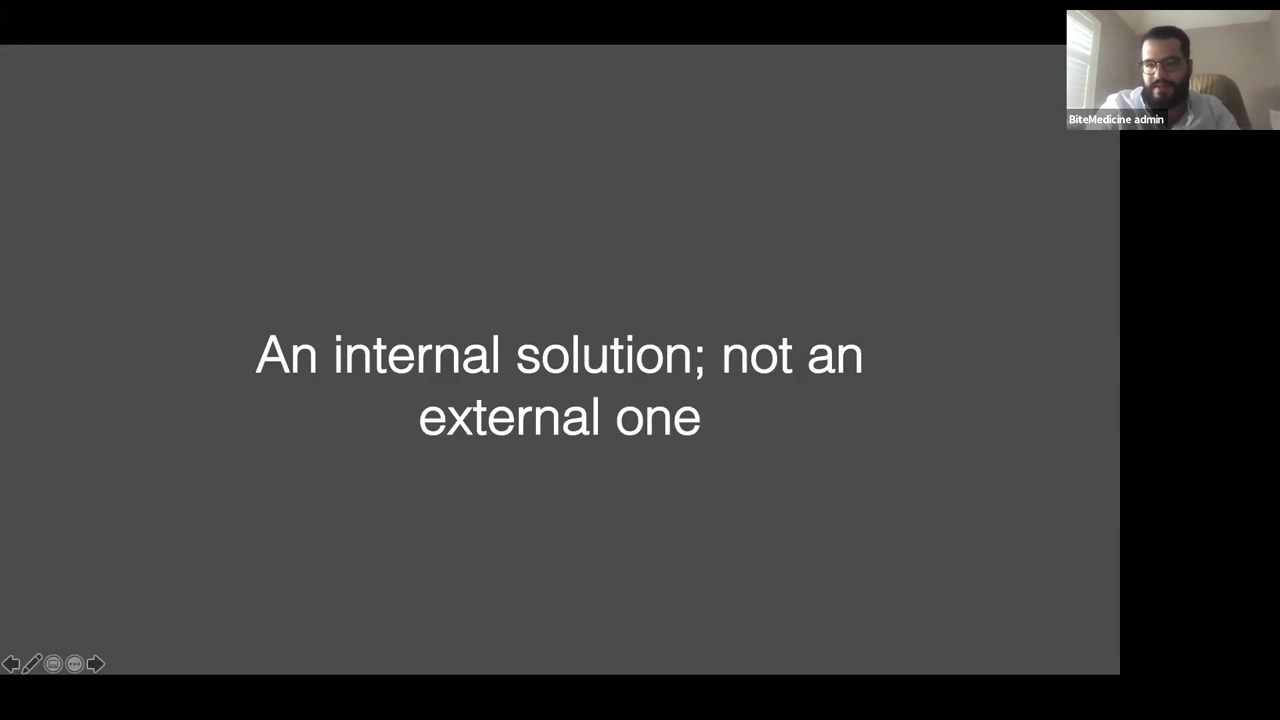 BiteMedicine admin
An internal solution; not an
external one